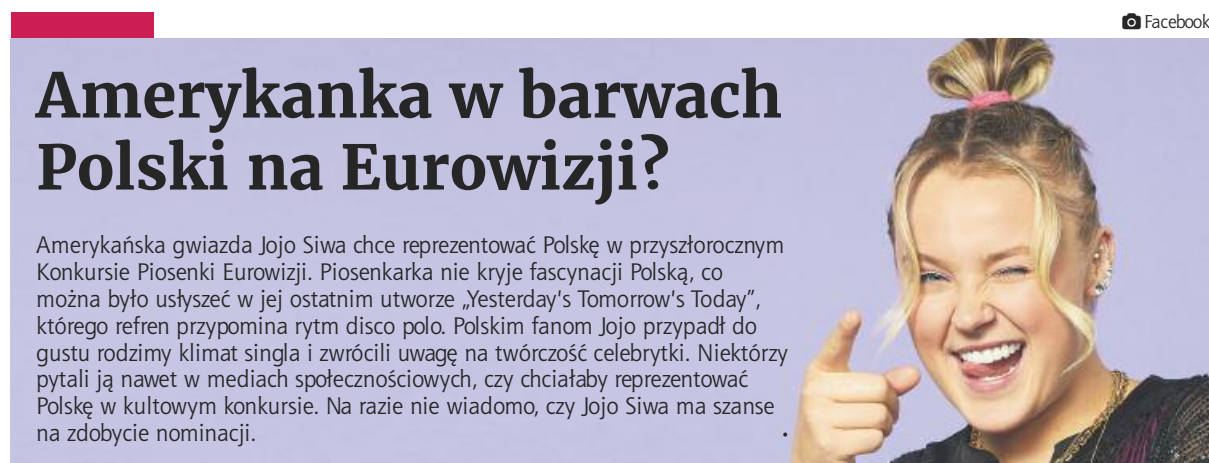 Facebook
Amerykanka w barwach
Polski na Eurowizji?
Amerykańska gwiazda Jojo Siwa chce reprezentować Polskę w przyszłorocznym
Konkursie Piosenki Eurowizji. Piosenkarka nie kryje fascynacji Polską, co
można było usłyszeć w jej ostatnim utworze „Yesterday's Tomorrow's Today”,
którego refren przypomina rytm disco polo. Polskim fanom Jojo przypadł do
gustu rodzimy klimat singla i zwrócili uwagę na twórczość celebrytki. Niektórzy
pytali ją nawet w mediach społecznościowych, czy chciałaby reprezentować
Polskę w kultowym konkursie. Na razie nie wiadomo, czy Jojo Siwa ma szanse
na zdobycie nominacji.